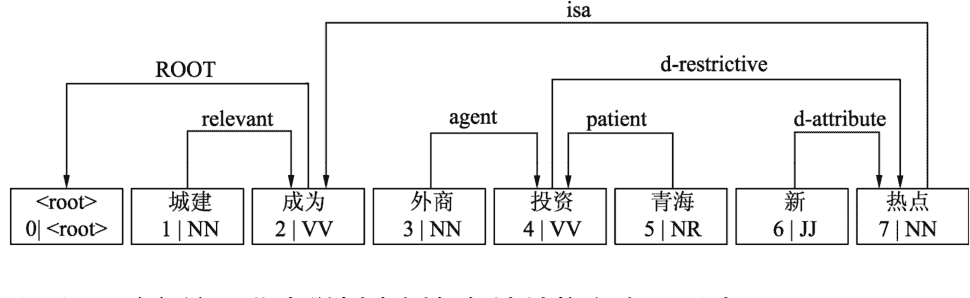 isa
ROOT
d-restrictive
relevant
agent
patient
d-attribute
<root> 城建 成为 外商 投资 青海 新 热点
0| <root> 1 | NN 2 | VV 3 | NN 4 | VV 5 | NR 6 | JJ 7 | NN